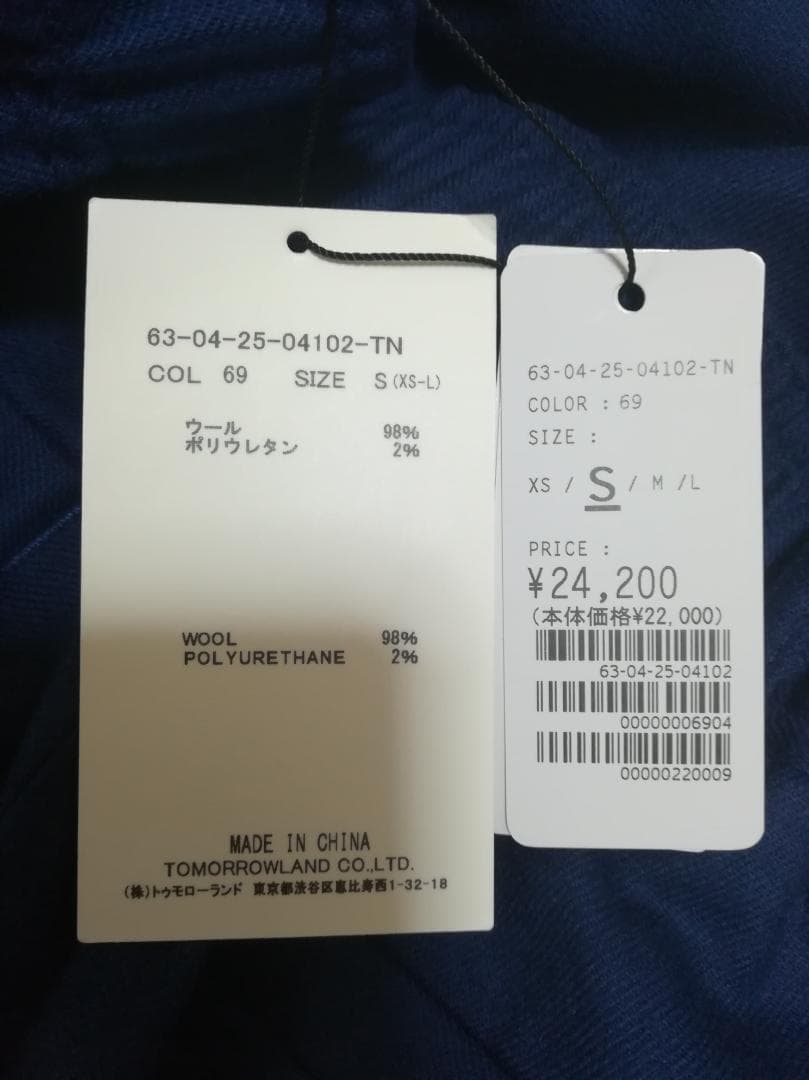 63-04-25-04102-TN
COL 69 SIZE S(XS-L)
ウール 98%
ポリウレタン 2%
WOOL 98%
POLYURETHANE 2%
MADE IN CHINA
TOMORROWLAND CO.,LTD.
(株)トゥモローランド 東京都渋谷区恵比寿西1-32-18
63-04-25-04102-TN
COLOR : 69
SIZE :
XS / S / M /L
PRICE :
¥24,200
(本体価格¥22,000)
63-04-25-04102
00000006904
00000220009